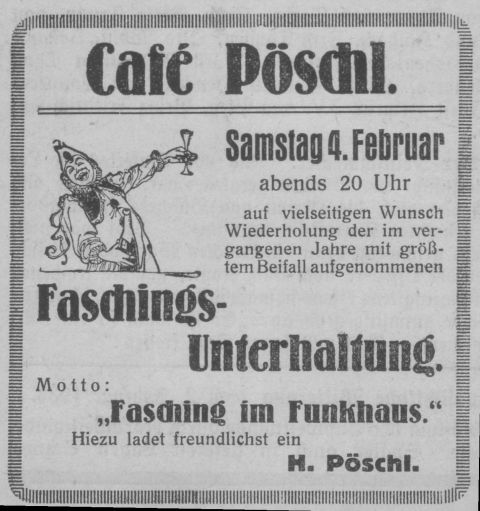 Café Pöschl.
Samstag 4. Februar
abends 20 Uhr
auf vielseitigen Wunsch
Wiederholung der im ver-
gangenen Jahre mit größ-
tem Beifall aufgenommenen
Faschings-
Unterhaltung.
Motto:
„Fasching im Funkhaus.“
Hiezu ladet freundlichst ein
H. Pöschl.